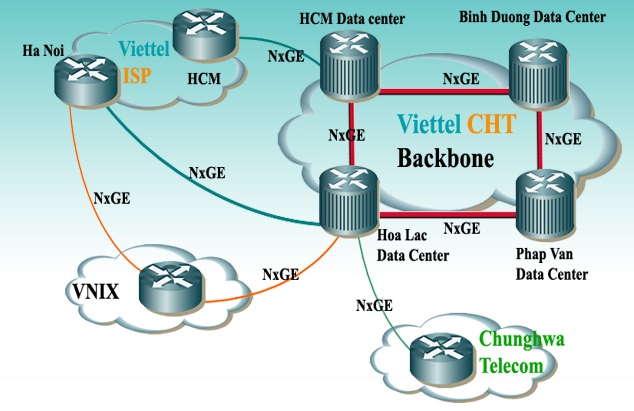 HCM Data center
Binh Duong Data Center
Ha Noi
Viettel
ISP
HCM
NxGE
NxGE
NxGE
Viettel CHT
Backbone
NxGE
NxGE
NxGE
NxGE
Hoa Lac
Data Center
NxGE
Phap Van
Data Center
VNIX
NxGE
NxGE
Chunghwa
Telecom